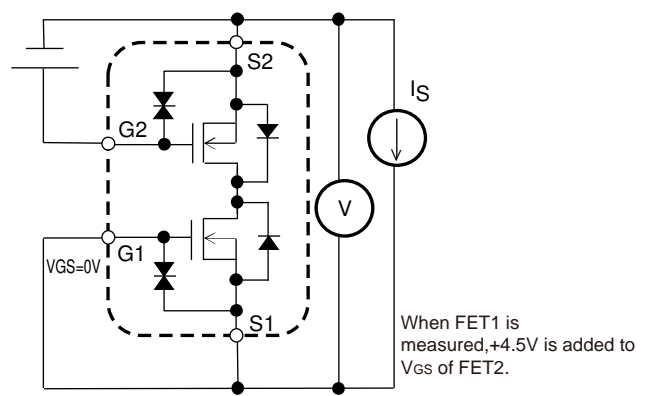 S2
IS
G2
V
G1
VGS=0V
S1
When FET1 is
measured,+4.5V is added to
VGS of FET2.